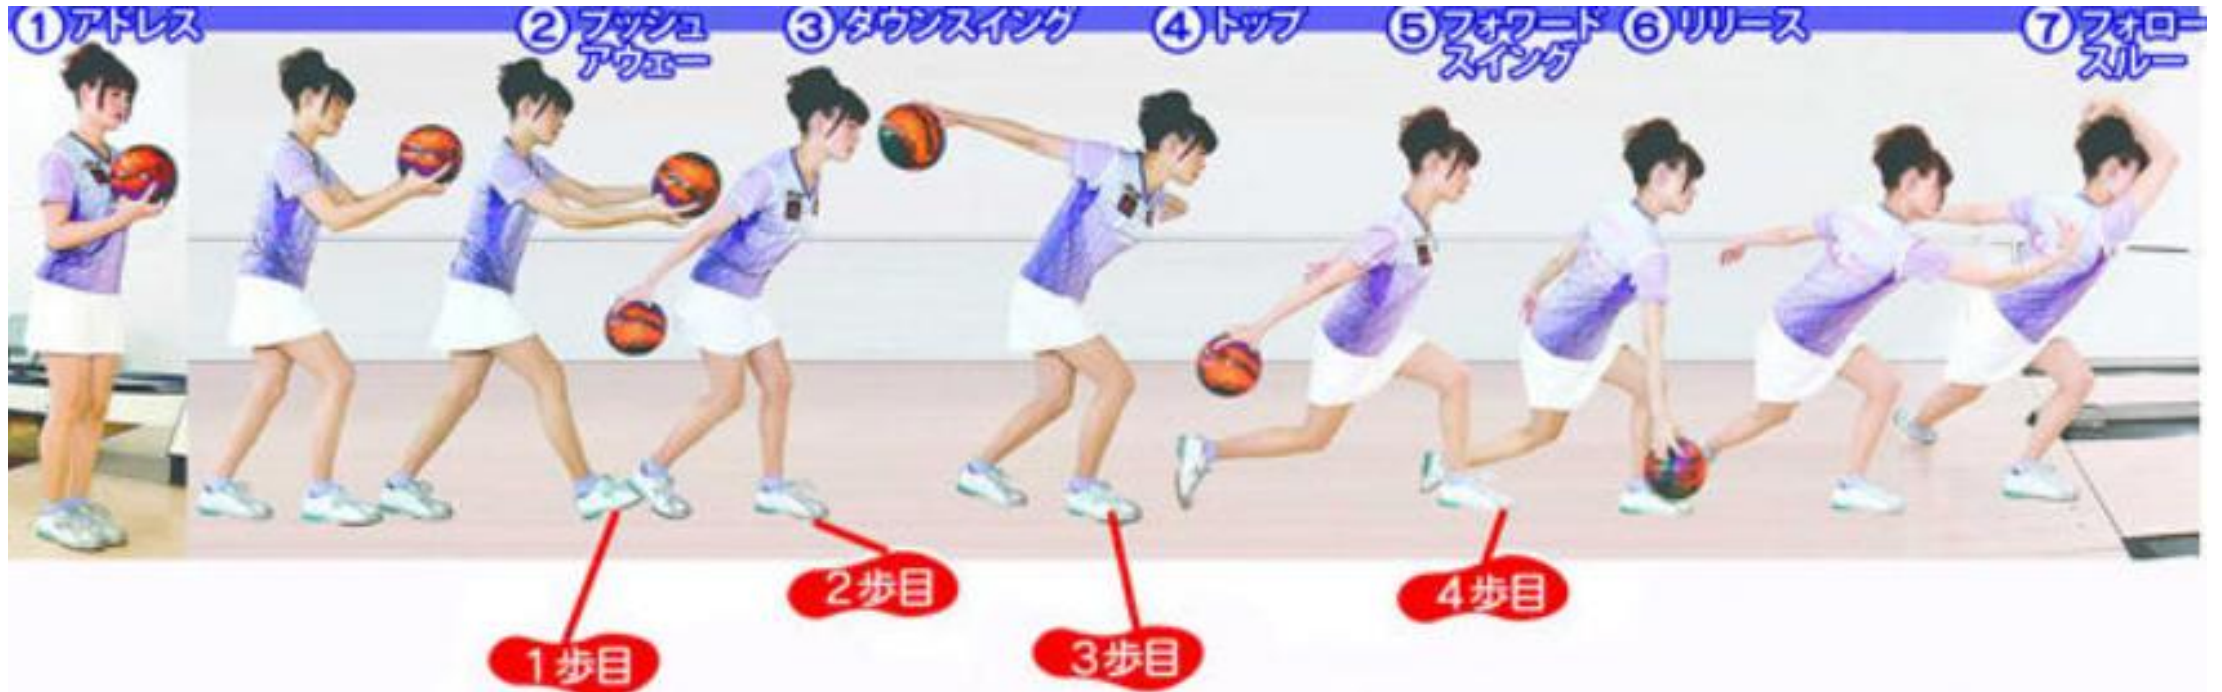 ①アドレス
②プッシュ
アウェー
③ダウンスイング
④トップ
⑤フォワード
スイング
⑥リリース
⑦フォロー
スルー
1歩目
2歩目
3歩目
4歩目